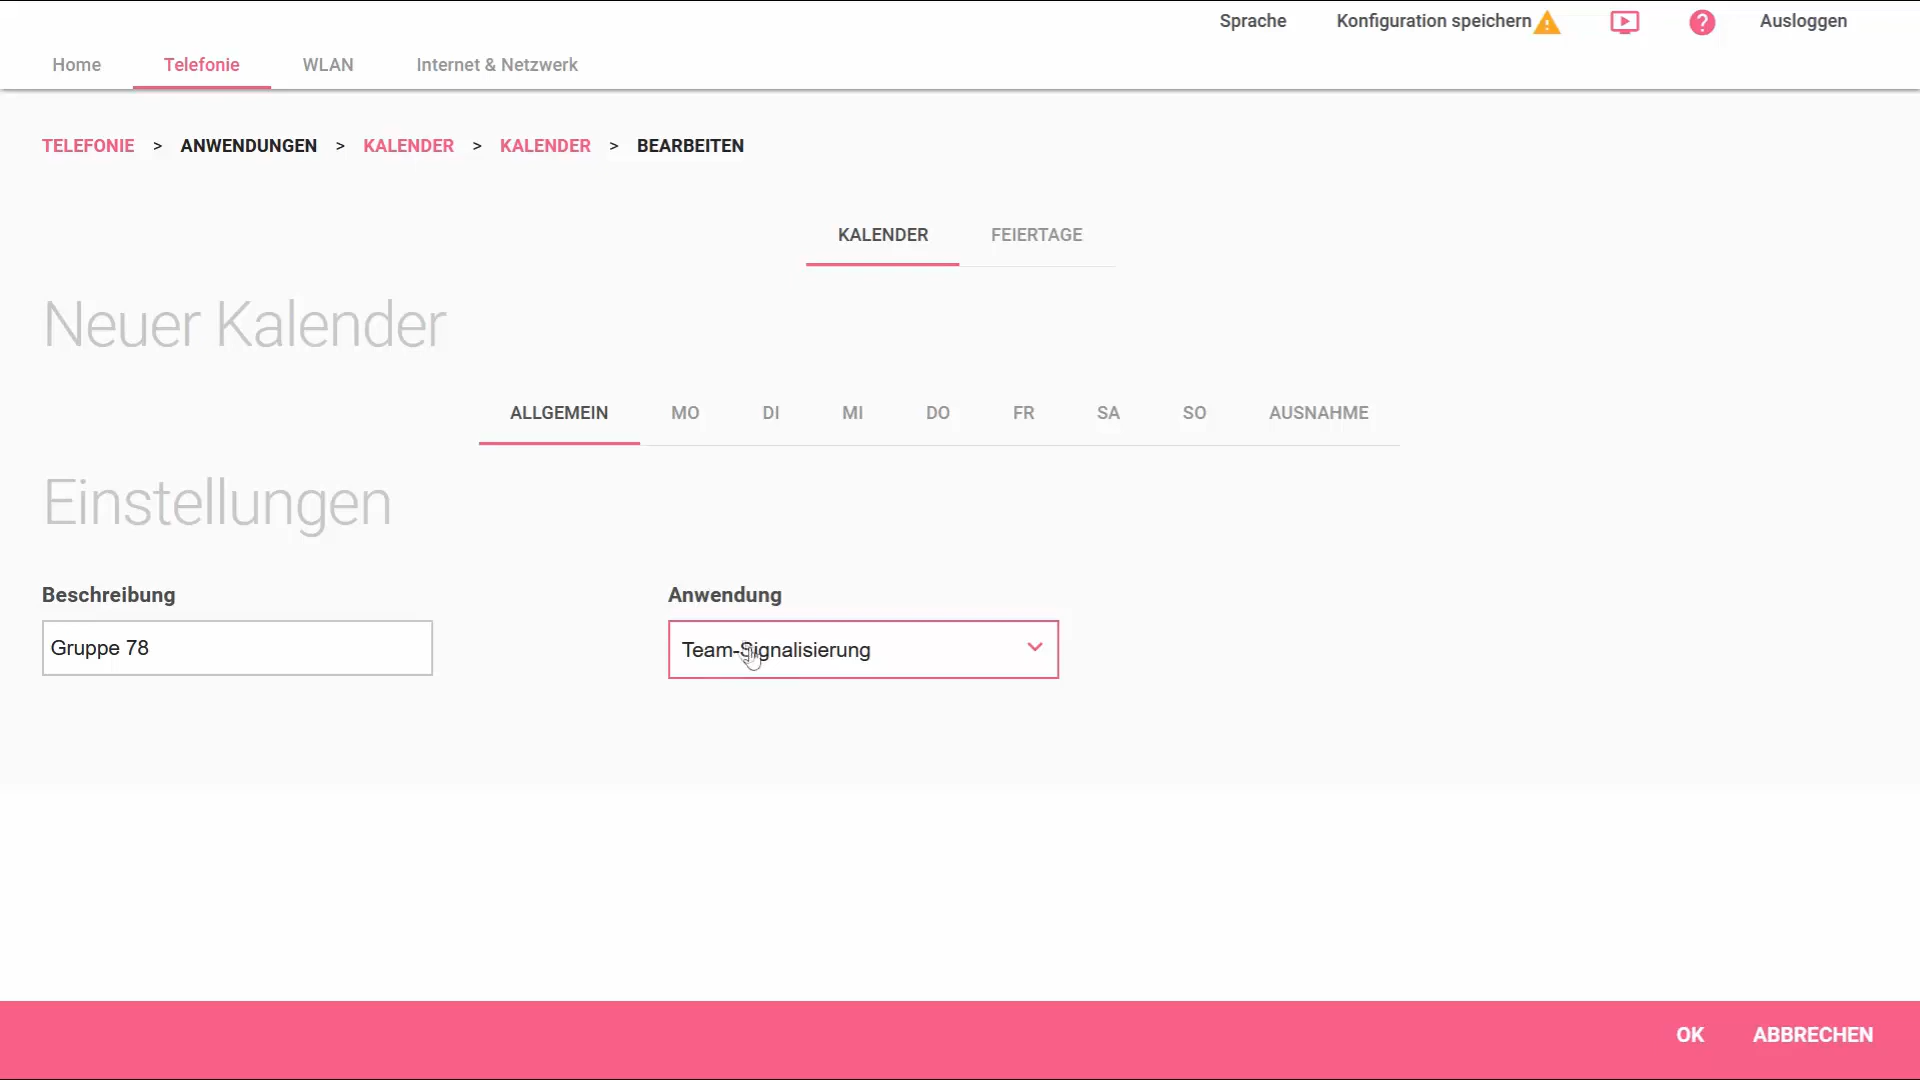 Sprache Konfiguration speichern Ausloggen
Home Telefonie WLAN Internet & Netzwerk
TELEFONIE > ANWENDUNGEN > KALENDER > KALENDER > BEARBEITEN
KALENDER FEIERTAGE
Neuer Kalender
ALLGEMEIN MO DI MI DO FR SA SO AUSNAHME
Einstellungen
Beschreibung Anwendung
Gruppe 78 Team-Signalisierung
OK ABBRECHEN